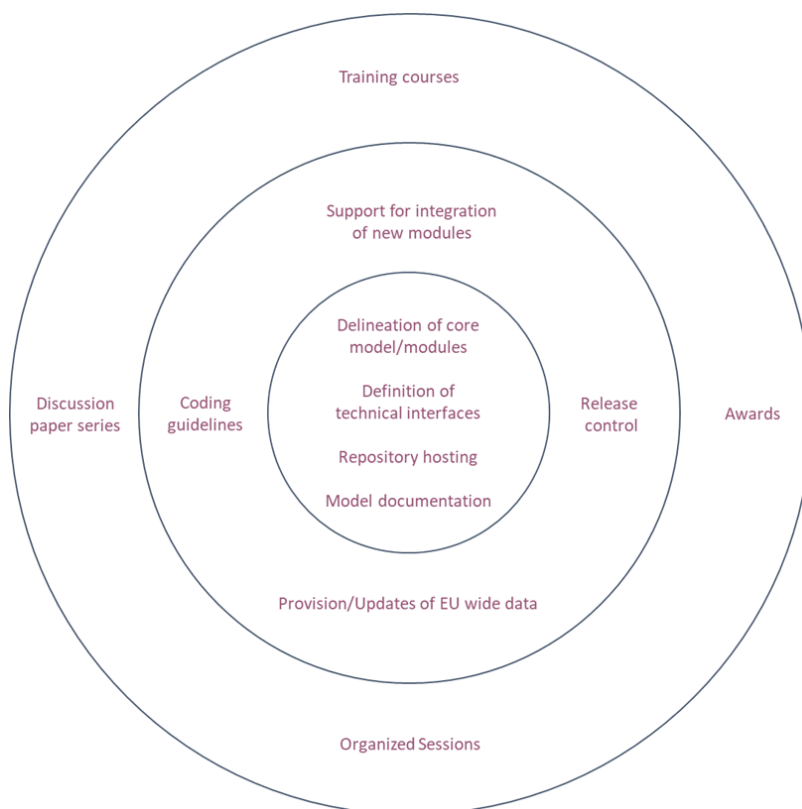 Training courses
Support for integration
of new modules
Delineation of core
model/modules
Definition of
technical interfaces
Discussion
paper series
Coding
guidelines
Release
control
Awards
Repository hosting
Model documentation
Provision/Updates of EU wide data
Organized Sessions